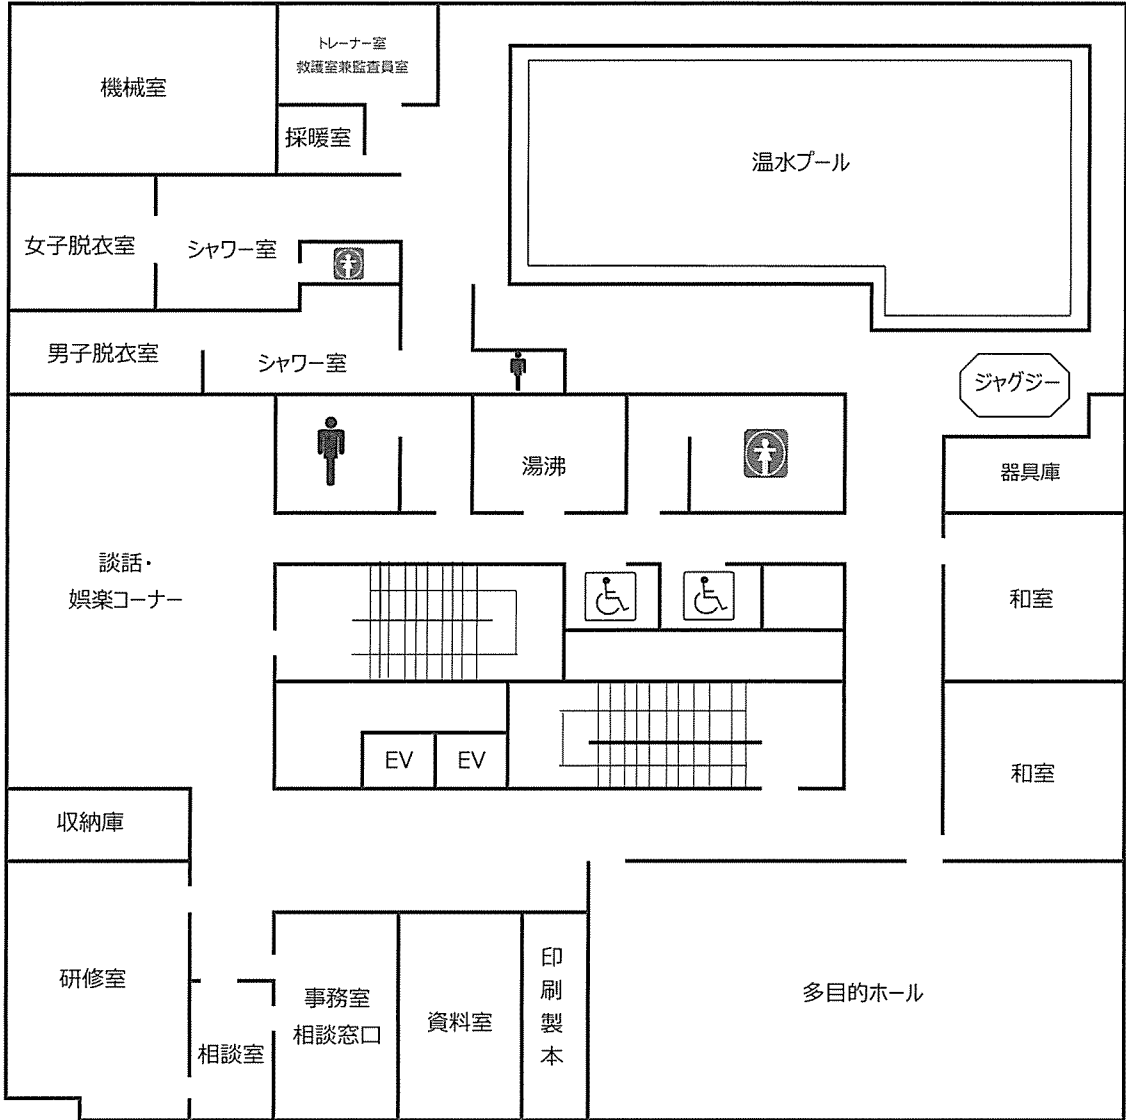 トレーナー室
救護室兼監査員室
機械室
採暖室
温水プール
女子脱衣室
シャワー室
男子脱衣室
シャワー室
ジャグジー
湯沸
器具庫
談話・
娯楽コーナー
和室
EV
EV
和室
収納庫
研修室
相談室
事務室
相談窓口
資料室
印刷製本
多目的ホール